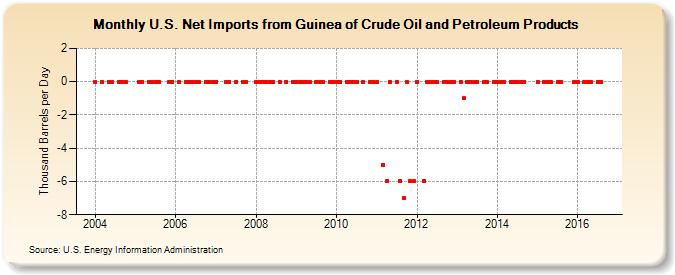 Monthly U.S. Net Imports from Guinea of Crude Oil and Petroleum Products
Thousand Barrels per Day
2
0
-2
-4
-6
-8
2004 2006 2008 2010 2012 2014 2016
Source: U.S. Energy Information Administration